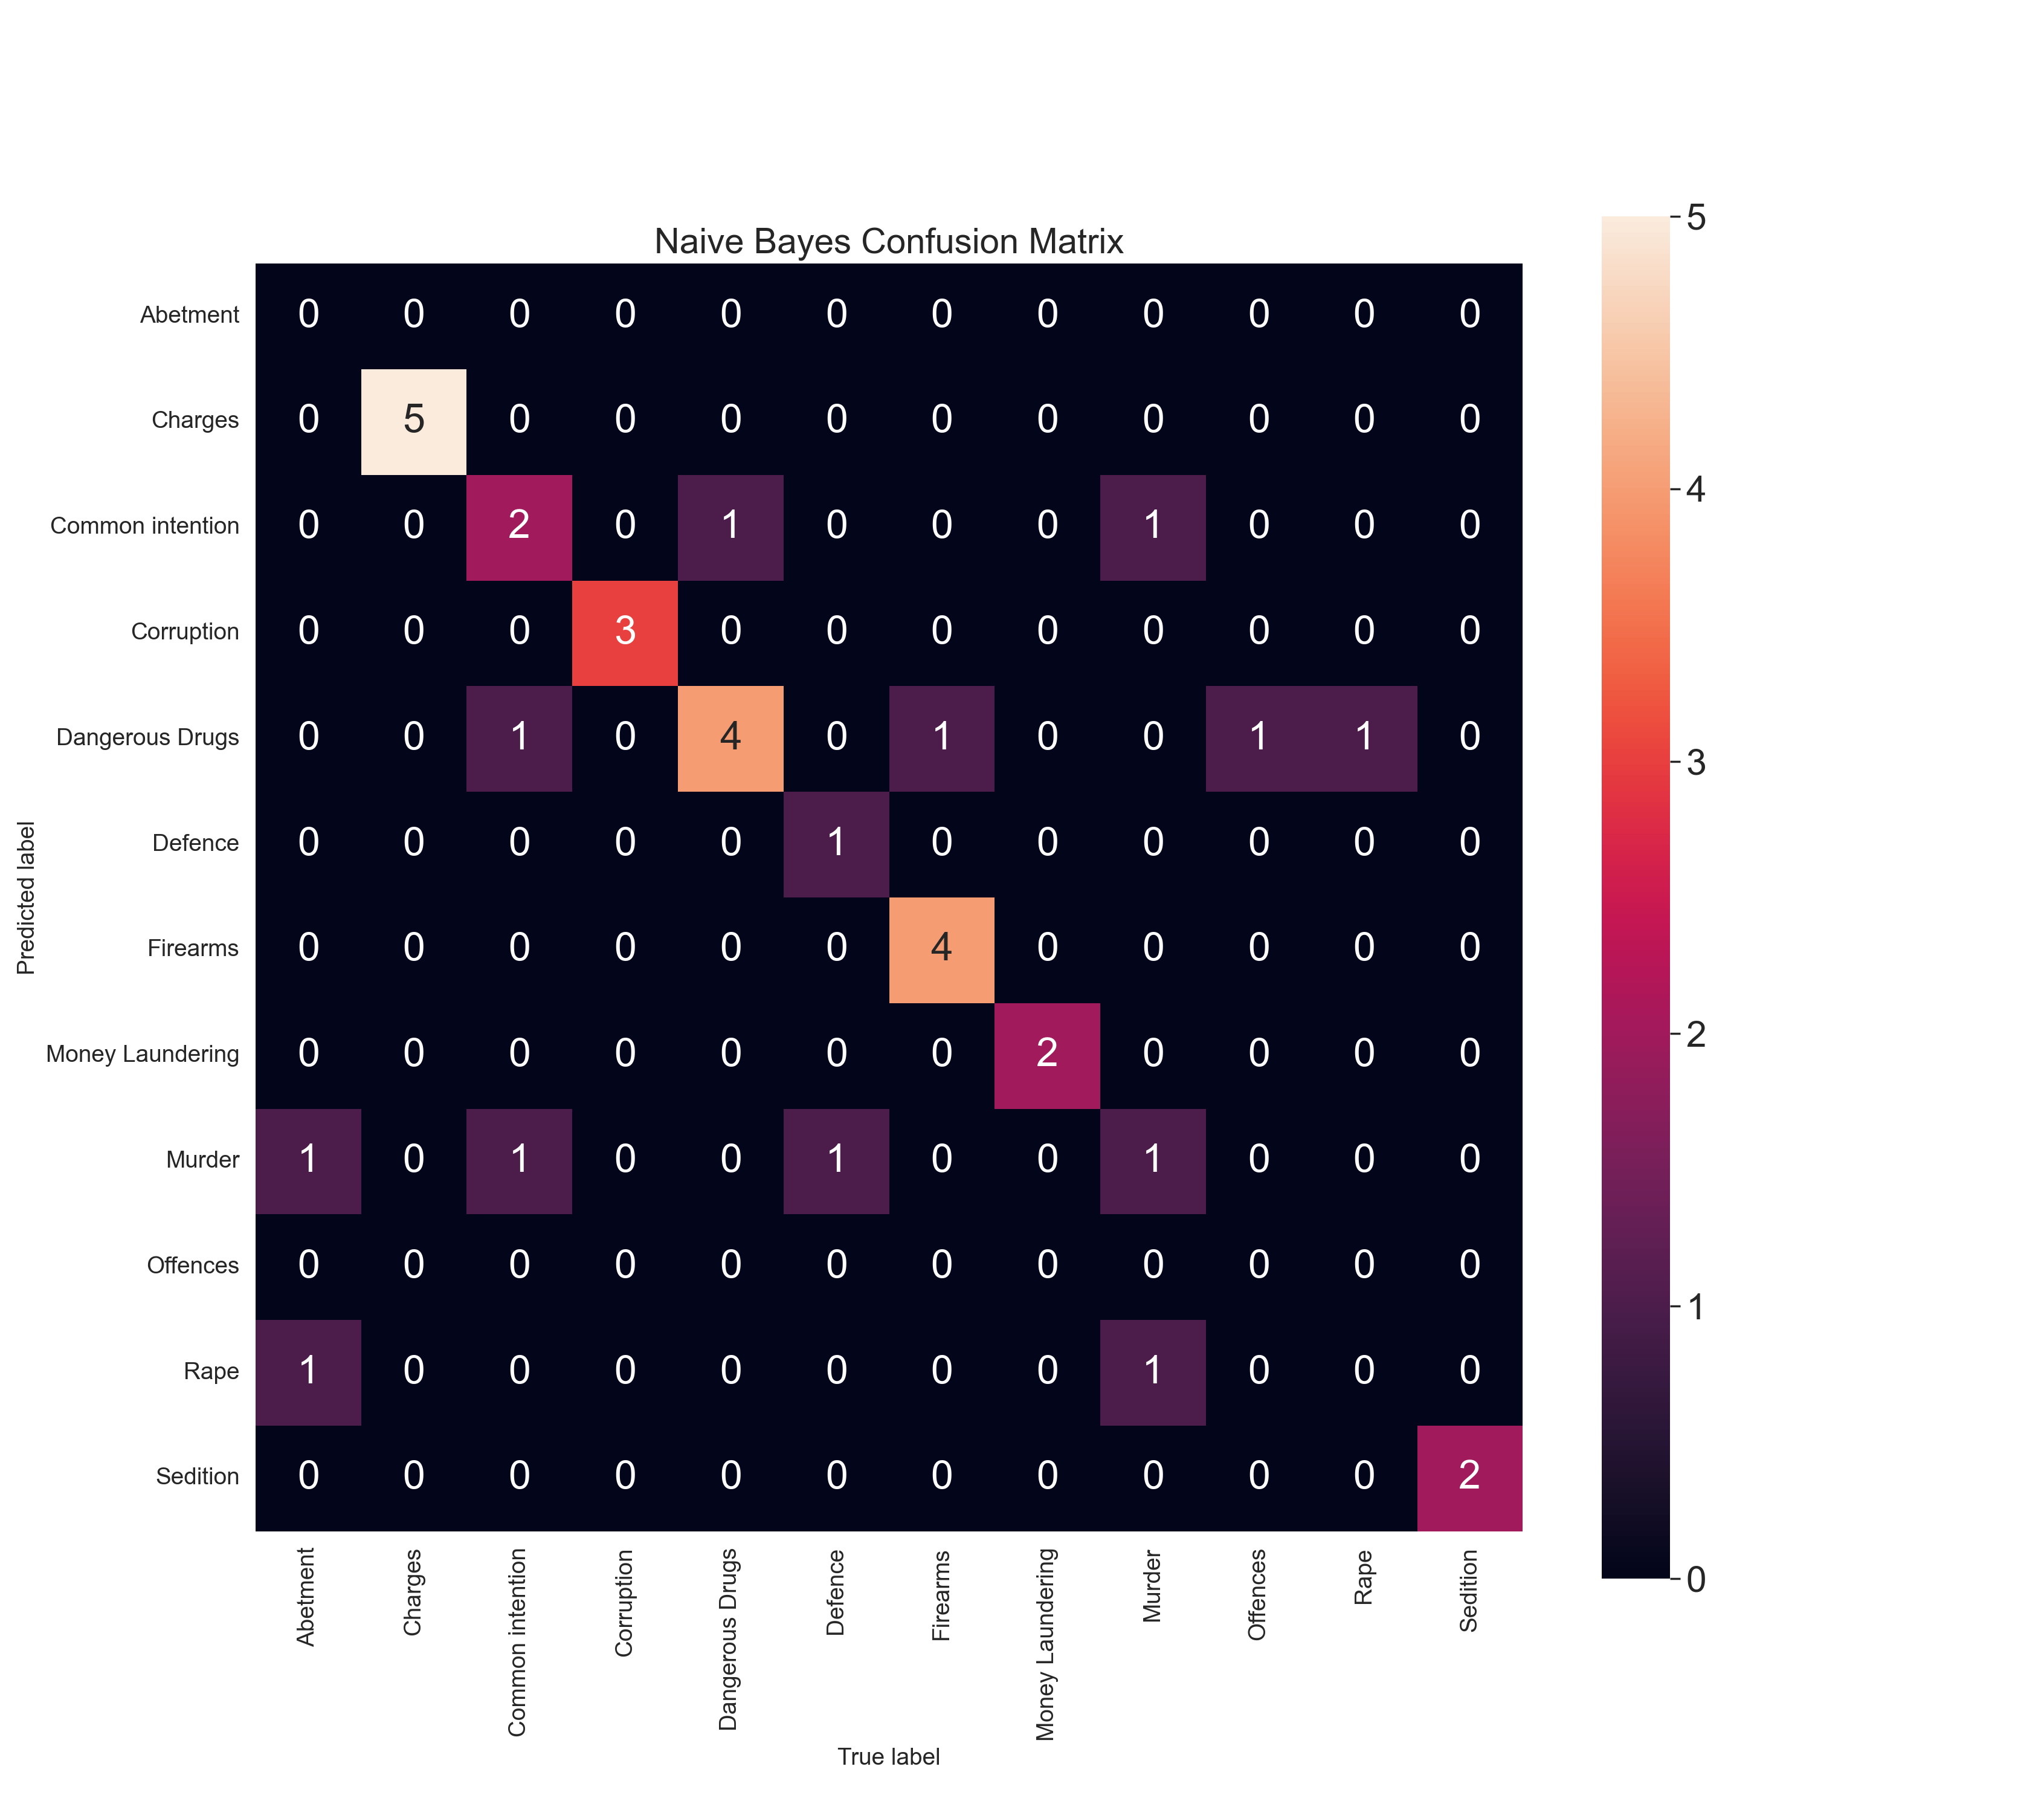 Naive Bayes Confusion Matrix
Abetment 0 0 0 0 0 0 0 0 0 0 0 0
Charges 0 5 0 0 0 0 0 0 0 0 0 0
Common intention 0 0 2 0 1 0 0 0 1 0 0 0
Corruption 0 0 0 3 0 0 0 0 0 0 0 0
Dangerous Drugs 0 0 1 0 4 0 1 0 0 1 1 0
Defence 0 0 0 0 0 1 0 0 0 0 0 0
Firearms 0 0 0 0 0 0 4 0 0 0 0 0
Money Laundering 0 0 0 0 0 0 0 2 0 0 0 0
Murder 1 0 1 0 0 1 0 0 1 0 0 0
Offences 0 0 0 0 0 0 0 0 0 0 0 0
Rape 1 0 0 0 0 0 0 0 1 0 0 0
Sedition 0 0 0 0 0 0 0 0 0 0 0 2
Predicted label
Abetment
Charges
Common intention
Corruption
Dangerous Drugs
Defence
Firearms
Money Laundering
Murder
Offences
Rape
Sedition
True label
5
4
3
2
1
0